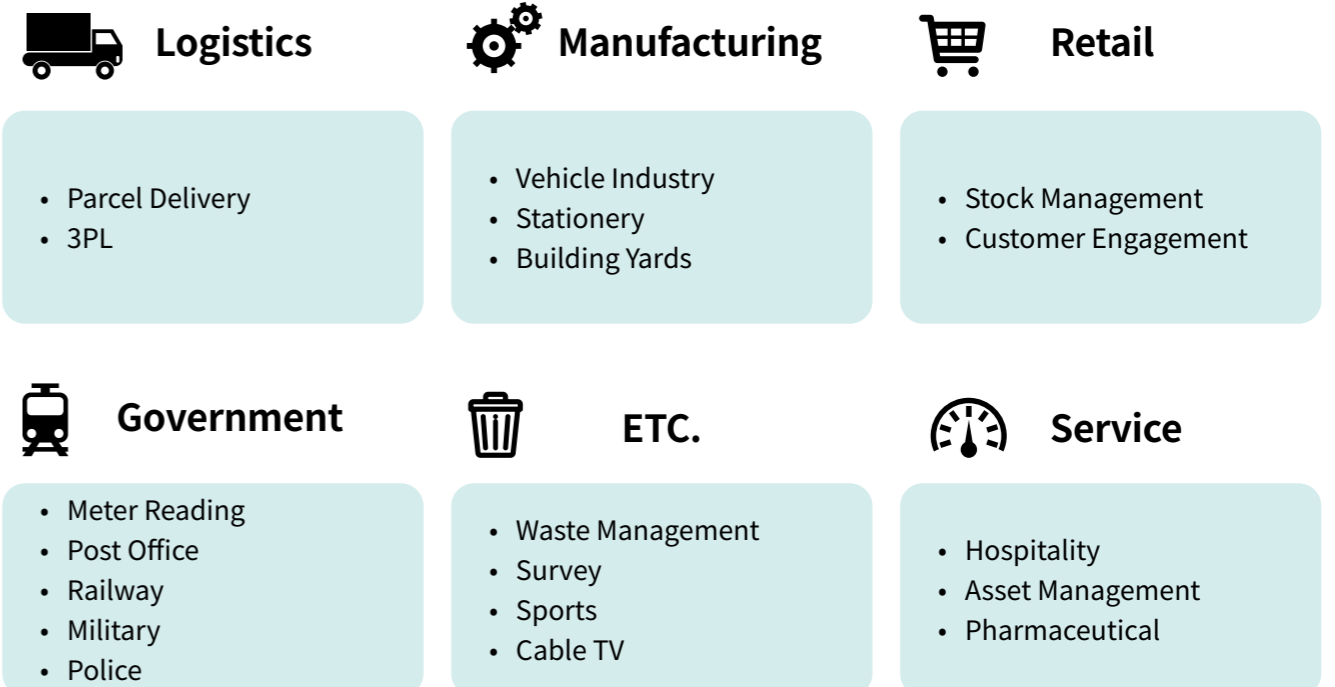 Logistics
• Parcel Delivery
• 3PL
Manufacturing
• Vehicle Industry
• Stationery
• Building Yards
Retail
• Stock Management
• Customer Engagement
Government
• Meter Reading
• Post Office
• Railway
• Military
• Police
ETC.
• Waste Management
• Survey
• Sports
• Cable TV
Service
• Hospitality
• Asset Management
• Pharmaceutical